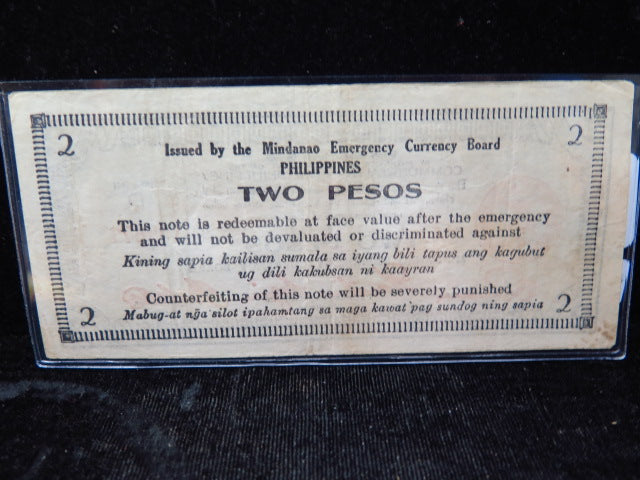 2 2
Issued by the Mindanao Emergency Currency Board
PHILIPPINES
TWO PESOS
This note is redeemable at face value after the emergency
and will not be devaluated or discriminated against
Kining sapia kailisan sumala sa iyang bili tapus ang kagubut
ug dili kakubsan ni kaayran
Counterfeiting of this note will be severely punished
Mabug-at nga silot ipahamtang sa maga kawat pag sundog ning sapia
2 2